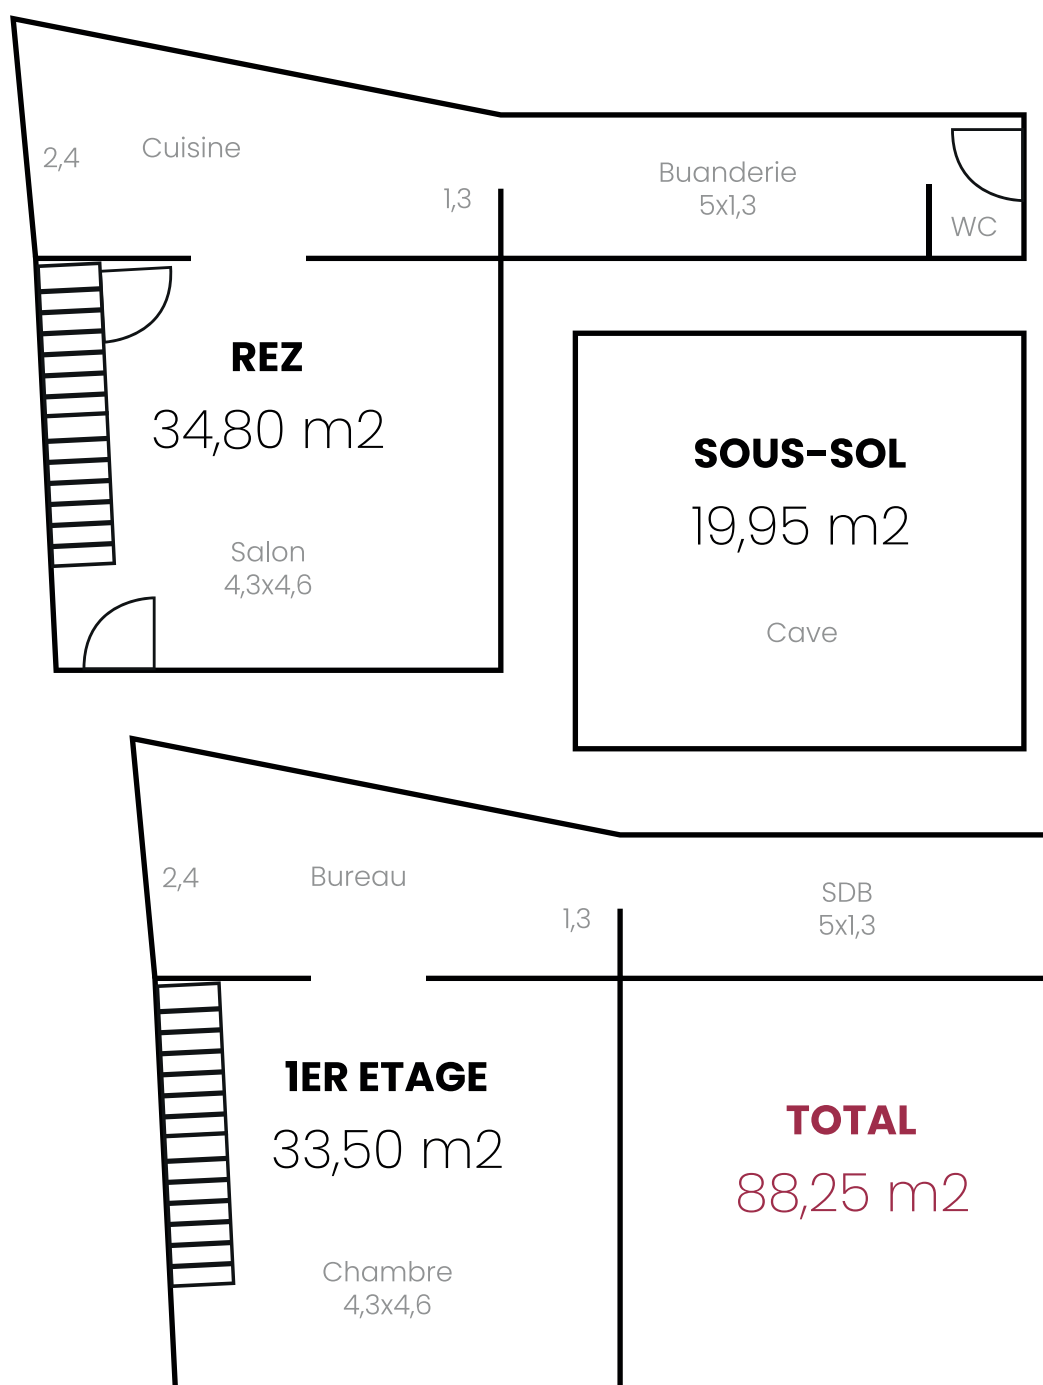 Cuisine
2,4
1,3
Buanderie
5x1,3
WC
REZ
34,80 m2
Salon
4,3x4,6
SOUS-SOL
19,95 m2
Cave
2,4
Bureau
1,3
SDB
5x1,3
1ER ETAGE
33,50 m2
Chambre
4,3x4,6
TOTAL
88,25 m2